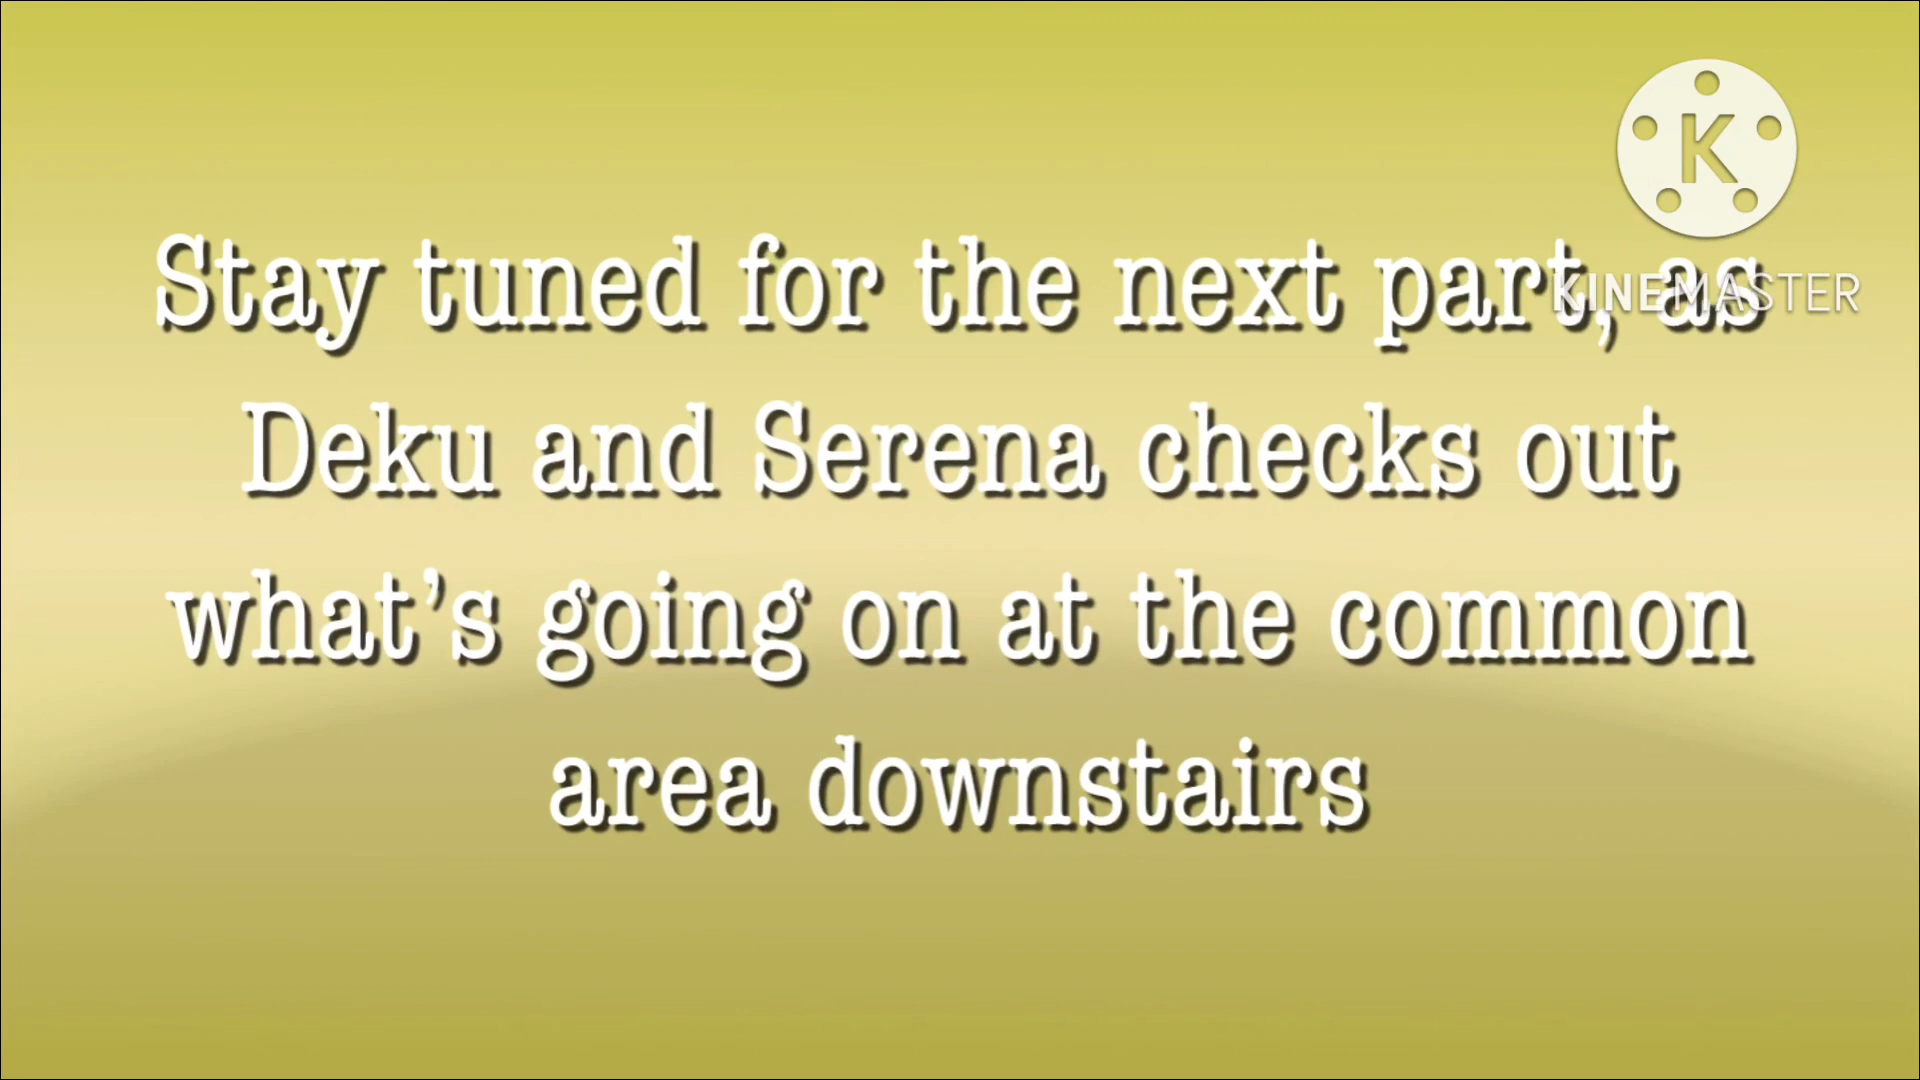 K
KINEMASTER
Stay tuned for the next part, as
Deku and Serena checks out
what's going on at the common
area downstairs